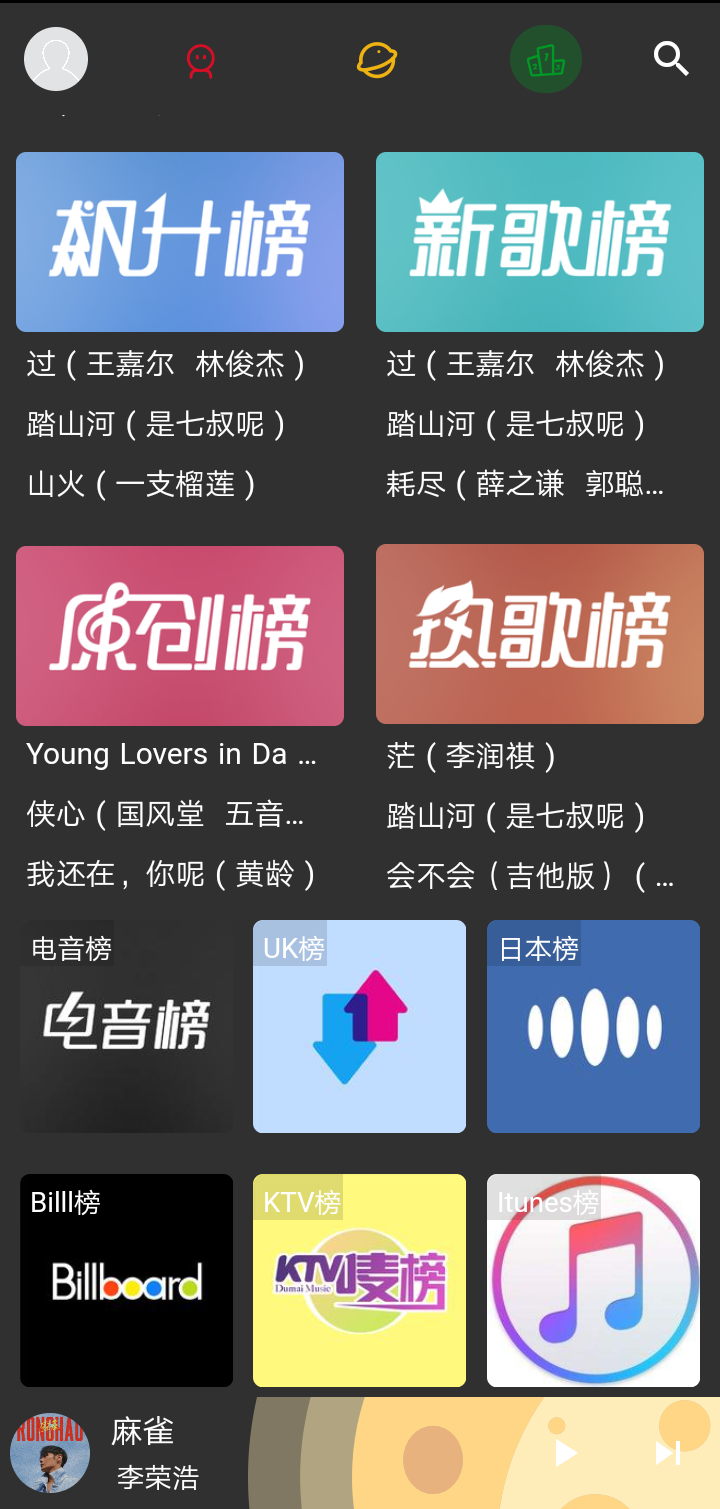 飙升榜
新歌榜
过（王嘉尔 林俊杰）
踏山河（是七叔呢）
山火（一支榴莲）
过（王嘉尔 林俊杰）
踏山河（是七叔呢）
耗尽（薛之谦 郭聪...
原创榜
热歌榜
Young Lovers in Da ...
侠心（国风堂 五音...
我还在，你呢（黄龄）
茫（李润祺）
踏山河（是七叔呢）
会不会（吉他版）（...
电音榜
电音榜
UK榜
日本榜
Billl榜
Billboard
KTV榜
KTV唛榜
Dumai Music
Itunes榜
RONGHAO
麻雀
李荣浩